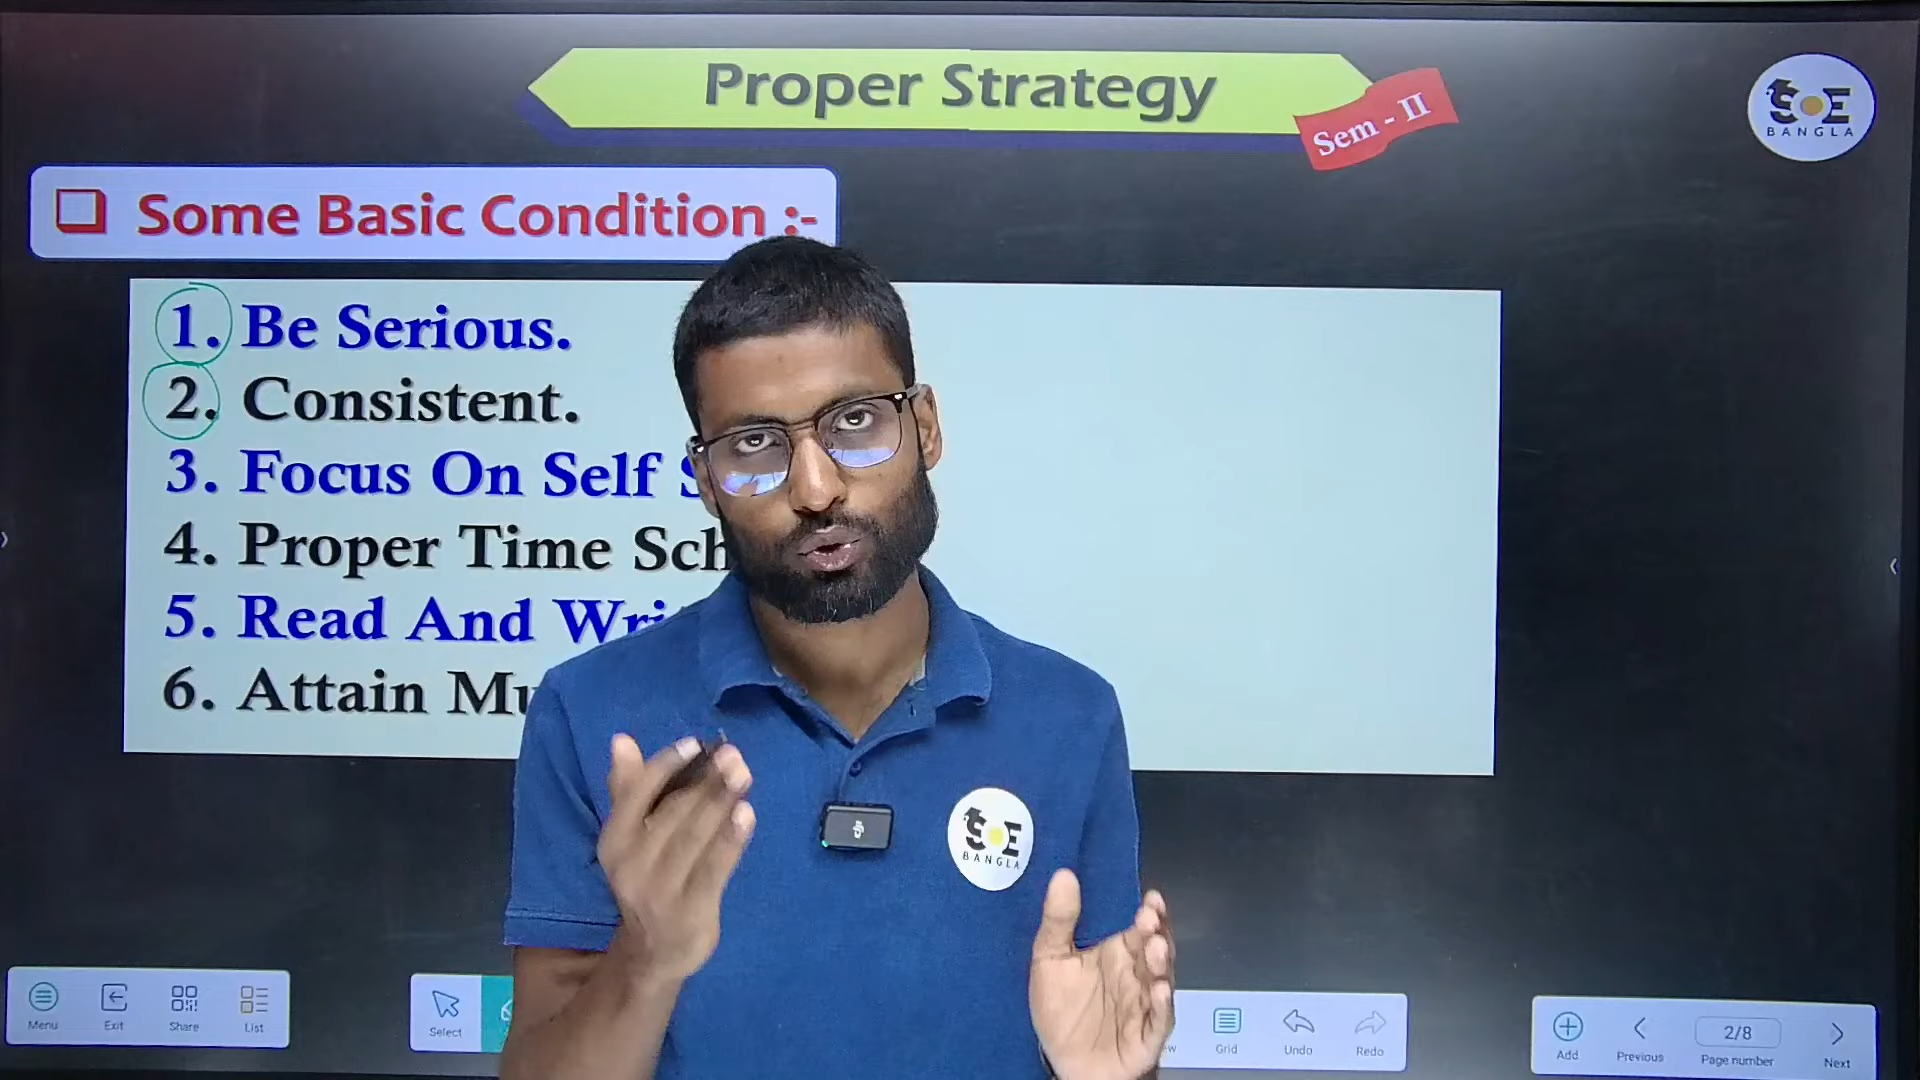 Proper Strategy
Sem - II
SOE
BANGLA
Some Basic Condition :-
1. Be Serious.
2. Consistent.
3. Focus On Self
4. Proper Time
5. Read And
6. Attain
SOE
BANGLA
Menu
Exit
Share
List
Select
Grid
Undo
Redo
Add
Previous
2/8
Page number
Next